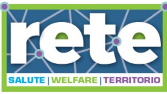 rete
SALUTE | WELFARE | TERRITORIO